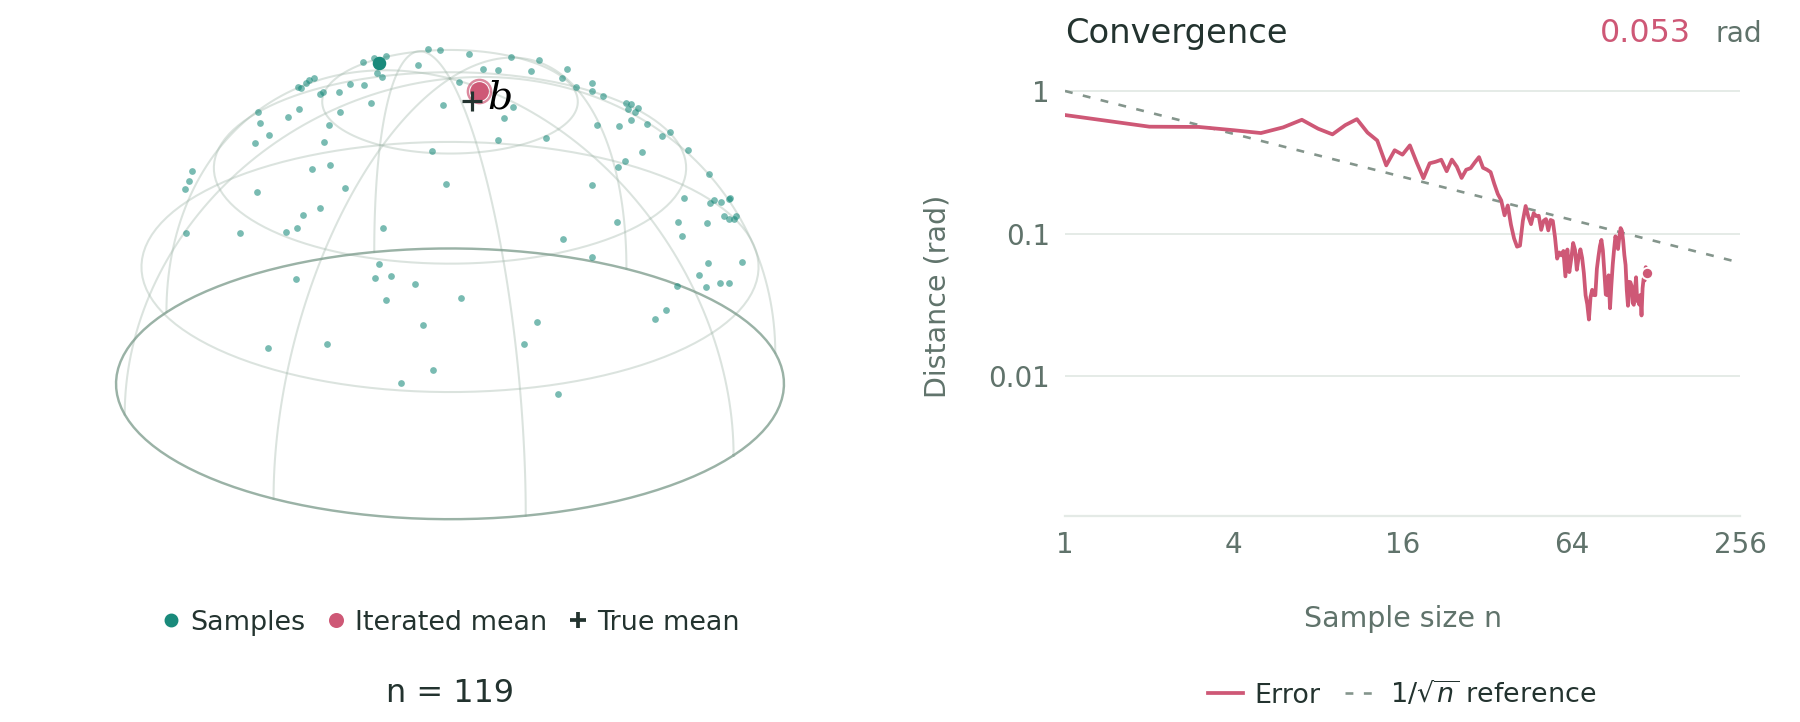 b
Samples
Iterated mean
True mean
n = 119
Convergence
0.053 rad
Distance (rad)
1
0.1
0.01
1
4
16
64
256
Sample size n
Error
1/√n reference